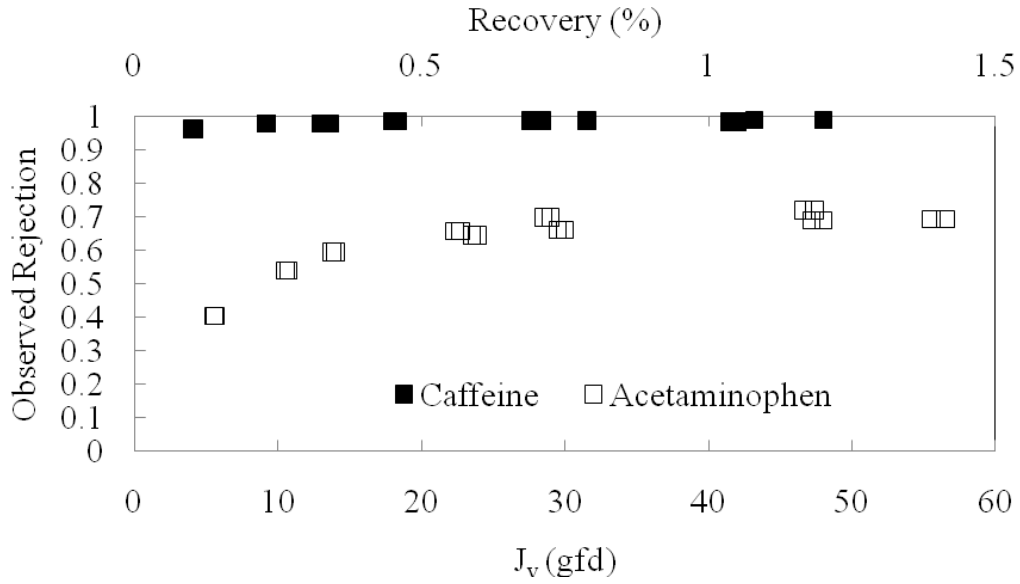 Recovery (%)
0 0.5 1 1.5
Observed Rejection
1
0.9
0.8
0.7
0.6
0.5
0.4
0.3
0.2
0.1
0
Caffeine Acetaminophen
0 10 20 30 40 50 60
Jv (gfd)